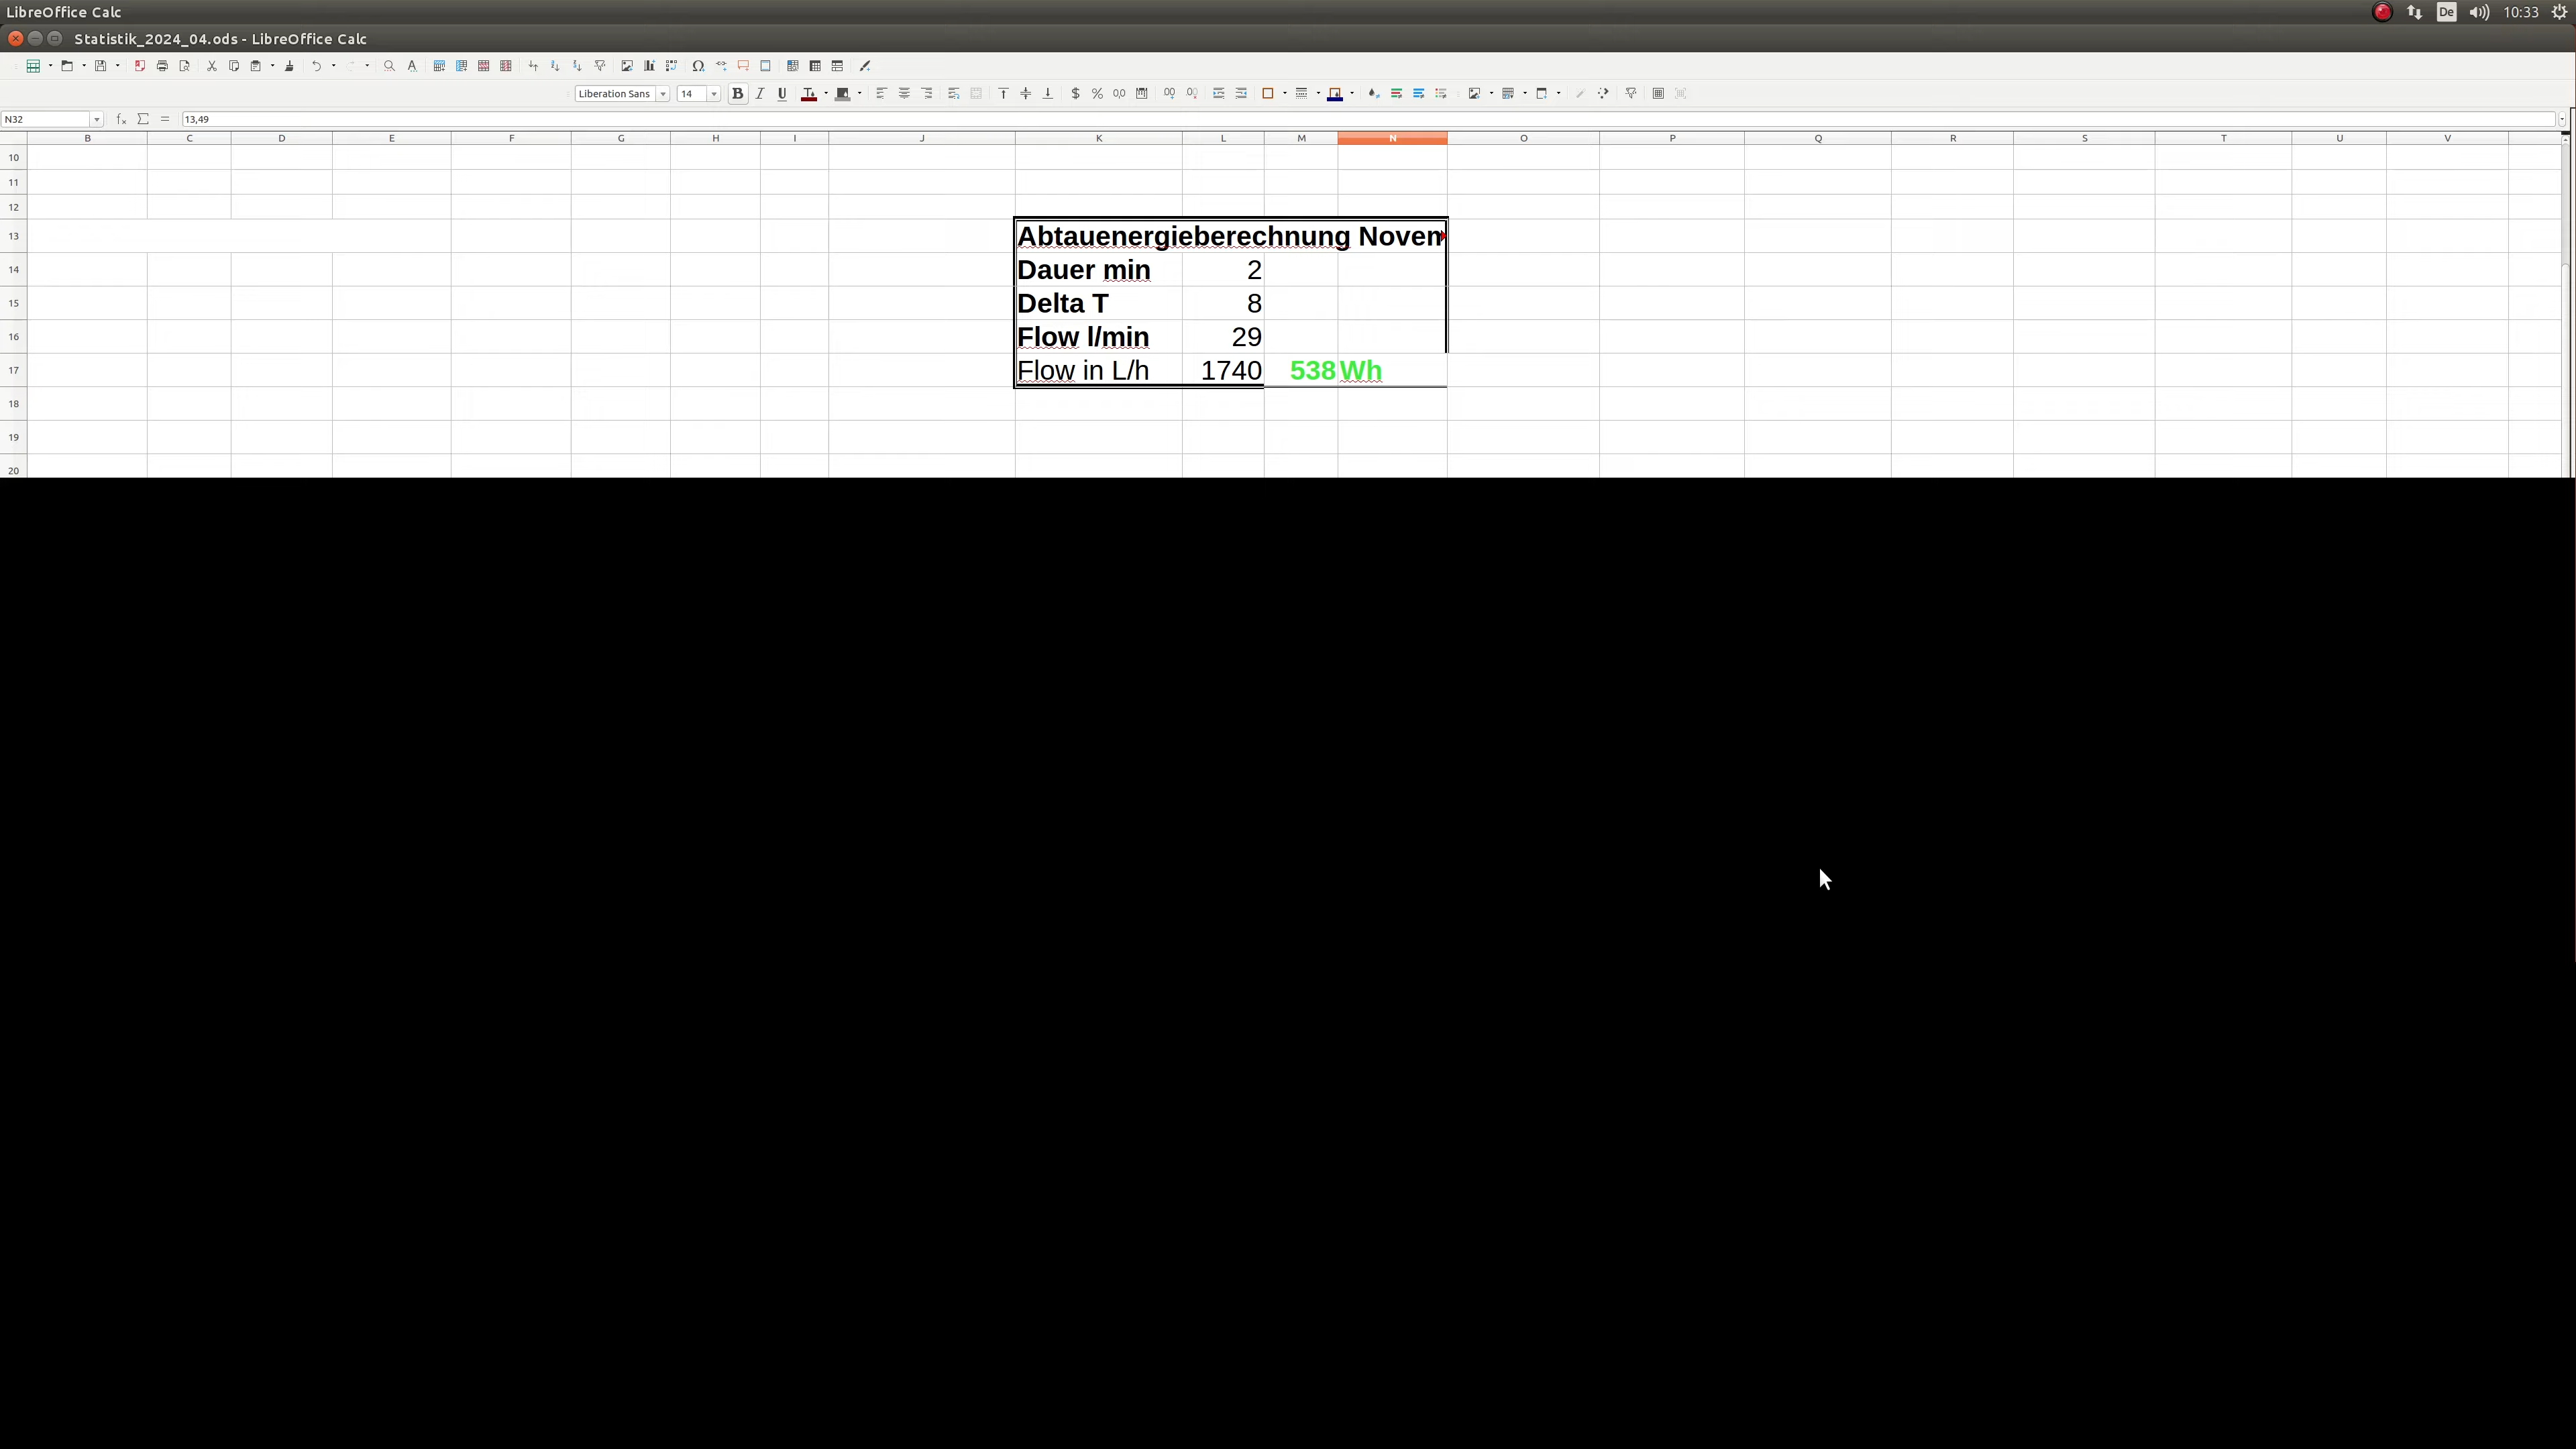 LibreOffice Calc
De
10:33
Statistik_2024_04.ods - LibreOffice Calc
Liberation Sans
14
N32
13,49
B C D E F G H I J K L M N O P Q R S T U V
10
11
12
13 Abtauenergieberechnung Novem
14 Dauer min 2
15 Delta T 8
16 Flow l/min 29
17 Flow in L/h 1740 538 Wh
18
19
20